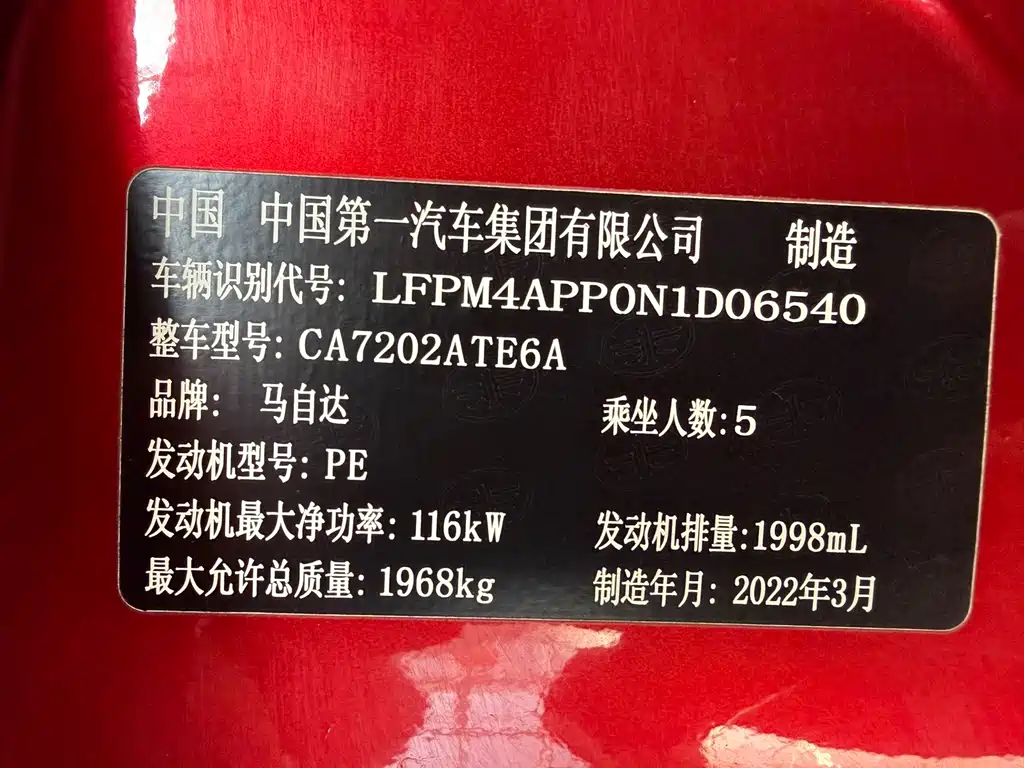 中国 中国第一汽车集团有限公司 制造
车辆识别代号: LFPM4APP0N1D06540
整车型号: CA7202ATE6A
品牌: 马自达 乘坐人数:5
发动机型号: PE
发动机最大净功率: 116kW 发动机排量:1998mL
最大允许总质量: 1968kg 制造年月: 2022年3月